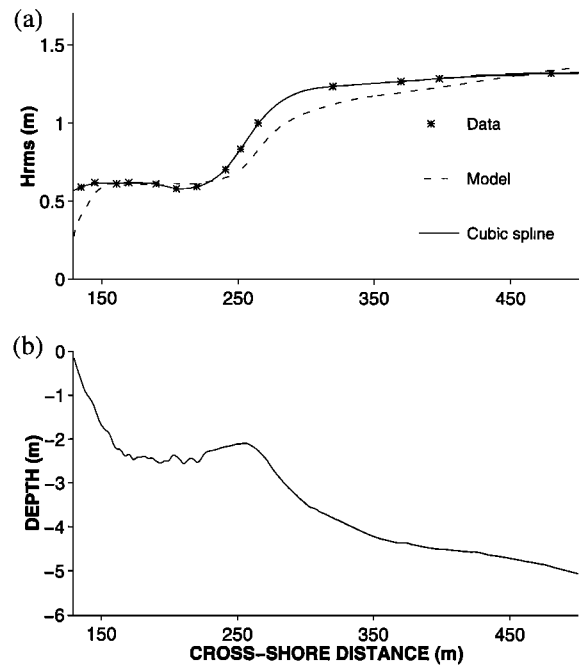 (a)
1.5
1
0.5
0
Hrms (m)
Data
Model
Cubic spline
150
250
350
450
(b)
0
−1
−2
−3
−4
−5
−6
DEPTH (m)
150
250
350
450
CROSS−SHORE DISTANCE (m)